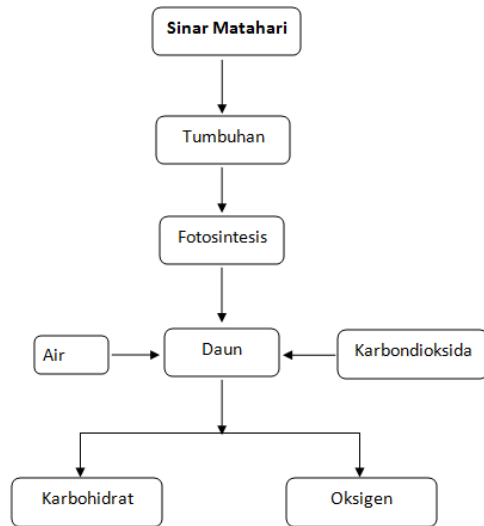 Sinar Matahari
Tumbuhan
Fotosintesis
Air
Daun
Karbondioksida
Karbohidrat
Oksigen